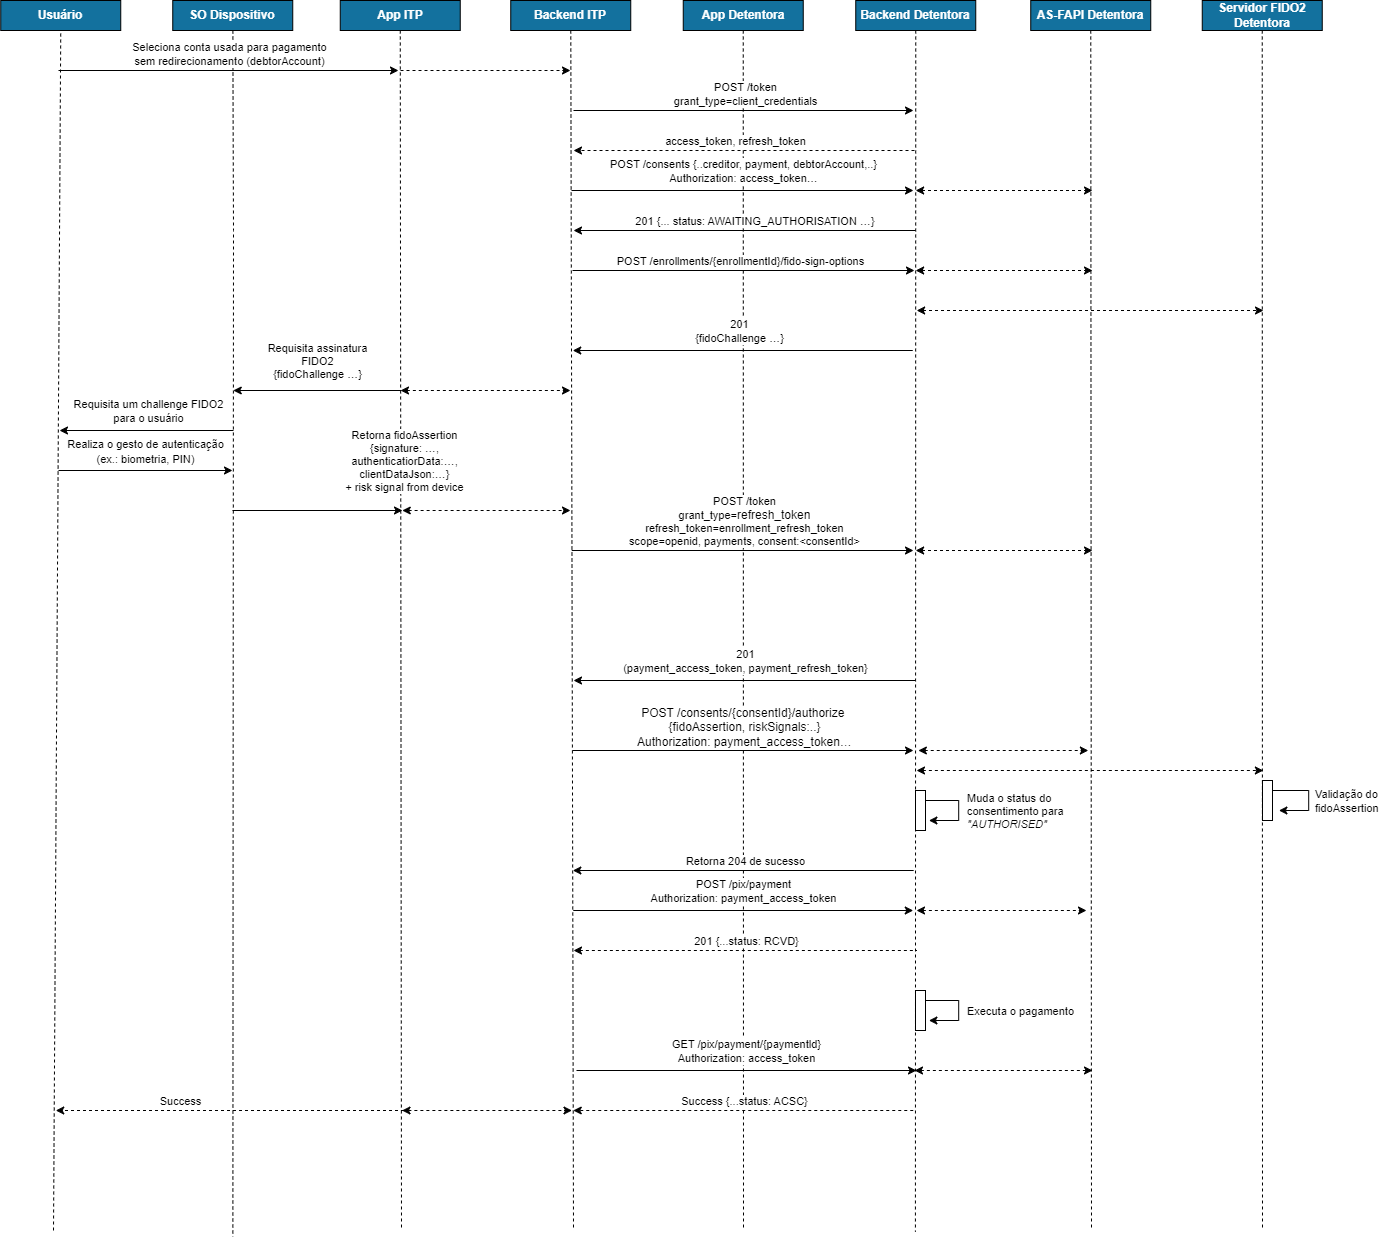 Usuário
SO Dispositivo
App ITP
Backend ITP
App Detentora
Backend Detentora
AS-FAPI Detentora
Servidor FIDO2
Detentora
Seleciona conta usada para pagamento
sem redirecionamento (debtorAccount)
POST /token
grant_type=client_credentials
access_token, refresh_token
POST /consents {..creditor, payment, debtorAccount,..}
Authorization: access_token...
201 {... status: AWAITING_AUTHORISATION ...}
POST /enrollments/{enrollmentId}/fido-sign-options
201
{fidoChallenge ...}
Requisita assinatura
FIDO2
{fidoChallenge ...}
Requisita um challenge FIDO2
para o usuário
Realiza o gesto de autenticação
(ex.: biometria, PIN)
Retorna fidoAssertion
{signature: ...,
authenticatiorData:...,
clientDataJson:...}
+ risk signal from device
POST /token
grant_type=refresh_token
refresh_token=enrollment_refresh_token
scope=openid, payments, consent:<consentId>
201
(payment_access_token, payment_refresh_token}
POST /consents/{consentId}/authorize
{fidoAssertion, riskSignals:..}
Authorization: payment_access_token...
Validação do
fidoAssertion
Muda o status do
consentimento para
"AUTHORISED"
Retorna 204 de sucesso
POST /pix/payment
Authorization: payment_access_token
201 {...status: RCVD}
Executa o pagamento
GET /pix/payment/{paymentId}
Authorization: access_token
Success
Success {...status: ACSC}